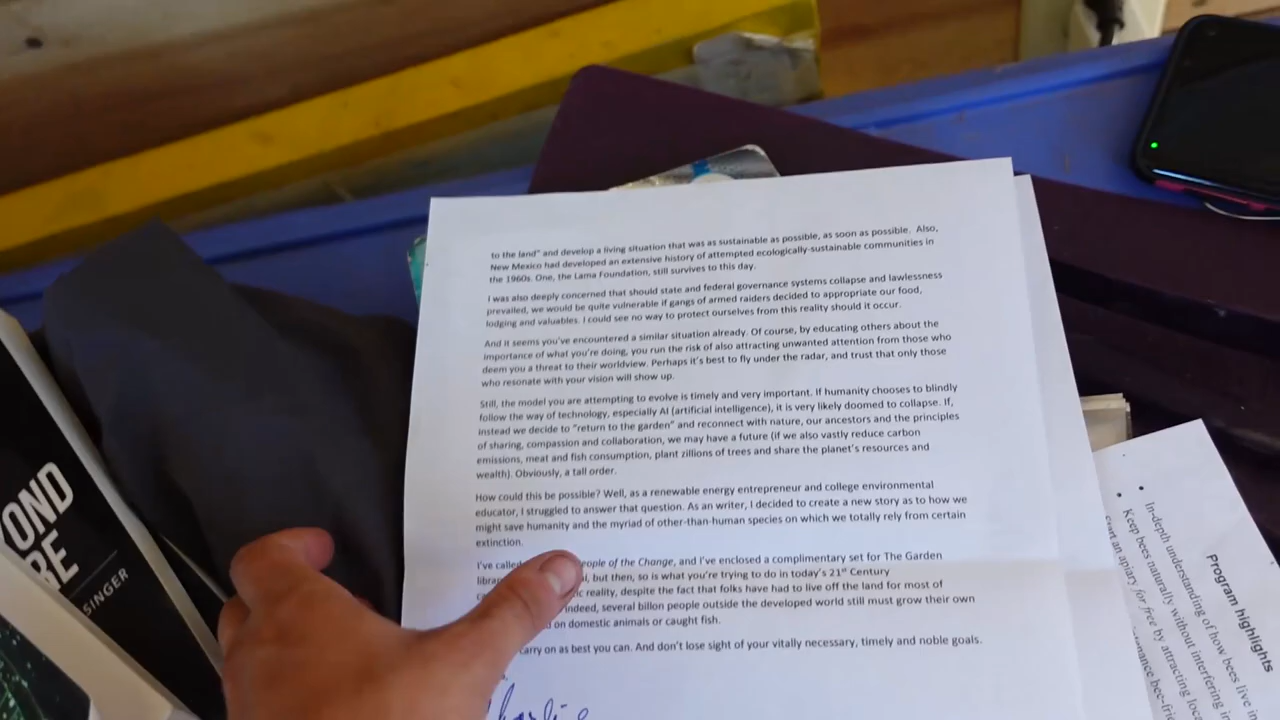 to the land" and develop a living situation that was as sustainable as possible, as soon as possible. Also,
New Mexico had developed an extensive history of attempted ecologically-sustainable communities in
the 1960s. One, the Lama Foundation, still survives to this day.
I was also deeply concerned that should state and federal governance systems collapse and lawlessness
prevailed, we would be quite vulnerable if gangs of armed raiders decided to appropriate our food,
lodging and valuables. I could see no way to protect ourselves from this reality should it occur.
And it seems you've encountered a similar situation already. Of course, by educating others about the
importance of what you're doing, you run the risk of also attracting unwanted attention from those who
deem you a threat to their worldview. Perhaps it's best to fly under the radar, and trust that only those
who resonate with your vision will show up.
Still, the model you are attempting to evolve is timely and very important. If humanity chooses to blindly
follow the way of technology, especially AI (artificial intelligence), it is very likely doomed to collapse. If,
instead we decide to "return to the garden" and reconnect with nature, our ancestors and the principles
of sharing, compassion and collaboration, we may have a future (if we also vastly reduce carbon
emissions, meat and fish consumption, plant zillions of trees and share the planet's resources and
wealth). Obviously, a tall order.
How could this be possible? Well, as a renewable energy entrepreneur and college environmental
educator, I struggled to answer that question. As an writer, I decided to create a new story as to how we
might save humanity and the myriad of other-than-human species on which we totally rely from certain
extinction.
I've called eople of the Change, and I've enclosed a complimentary set for The Garden
but then, so is what you're trying to do in today's 21st Century
reality, despite the fact that folks have had to live off the land for most of
indeed, several billon people outside the developed world still must grow their own
on domestic animals or caught fish.
carry on as best you can. And don't lose sight of your vitally necessary, timely and noble goals.
Charlie
OND
RE
SINGER
Program highlights
In-depth understanding of how bees live in
Keep bees naturally without interfering
apiary for free by attracting loc